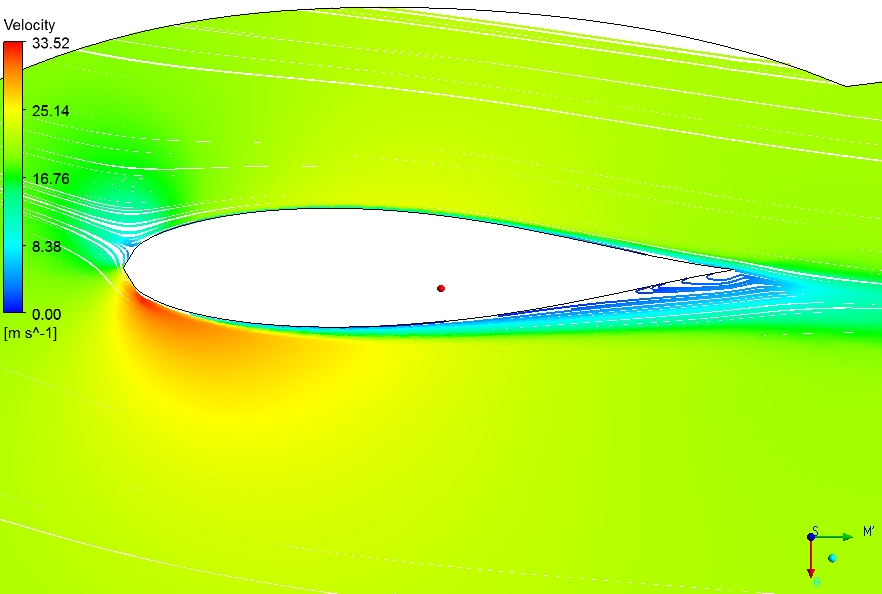 Velocity
33.52
25.14
16.76
8.38
0.00
[m s^-1]
S
M'
θ